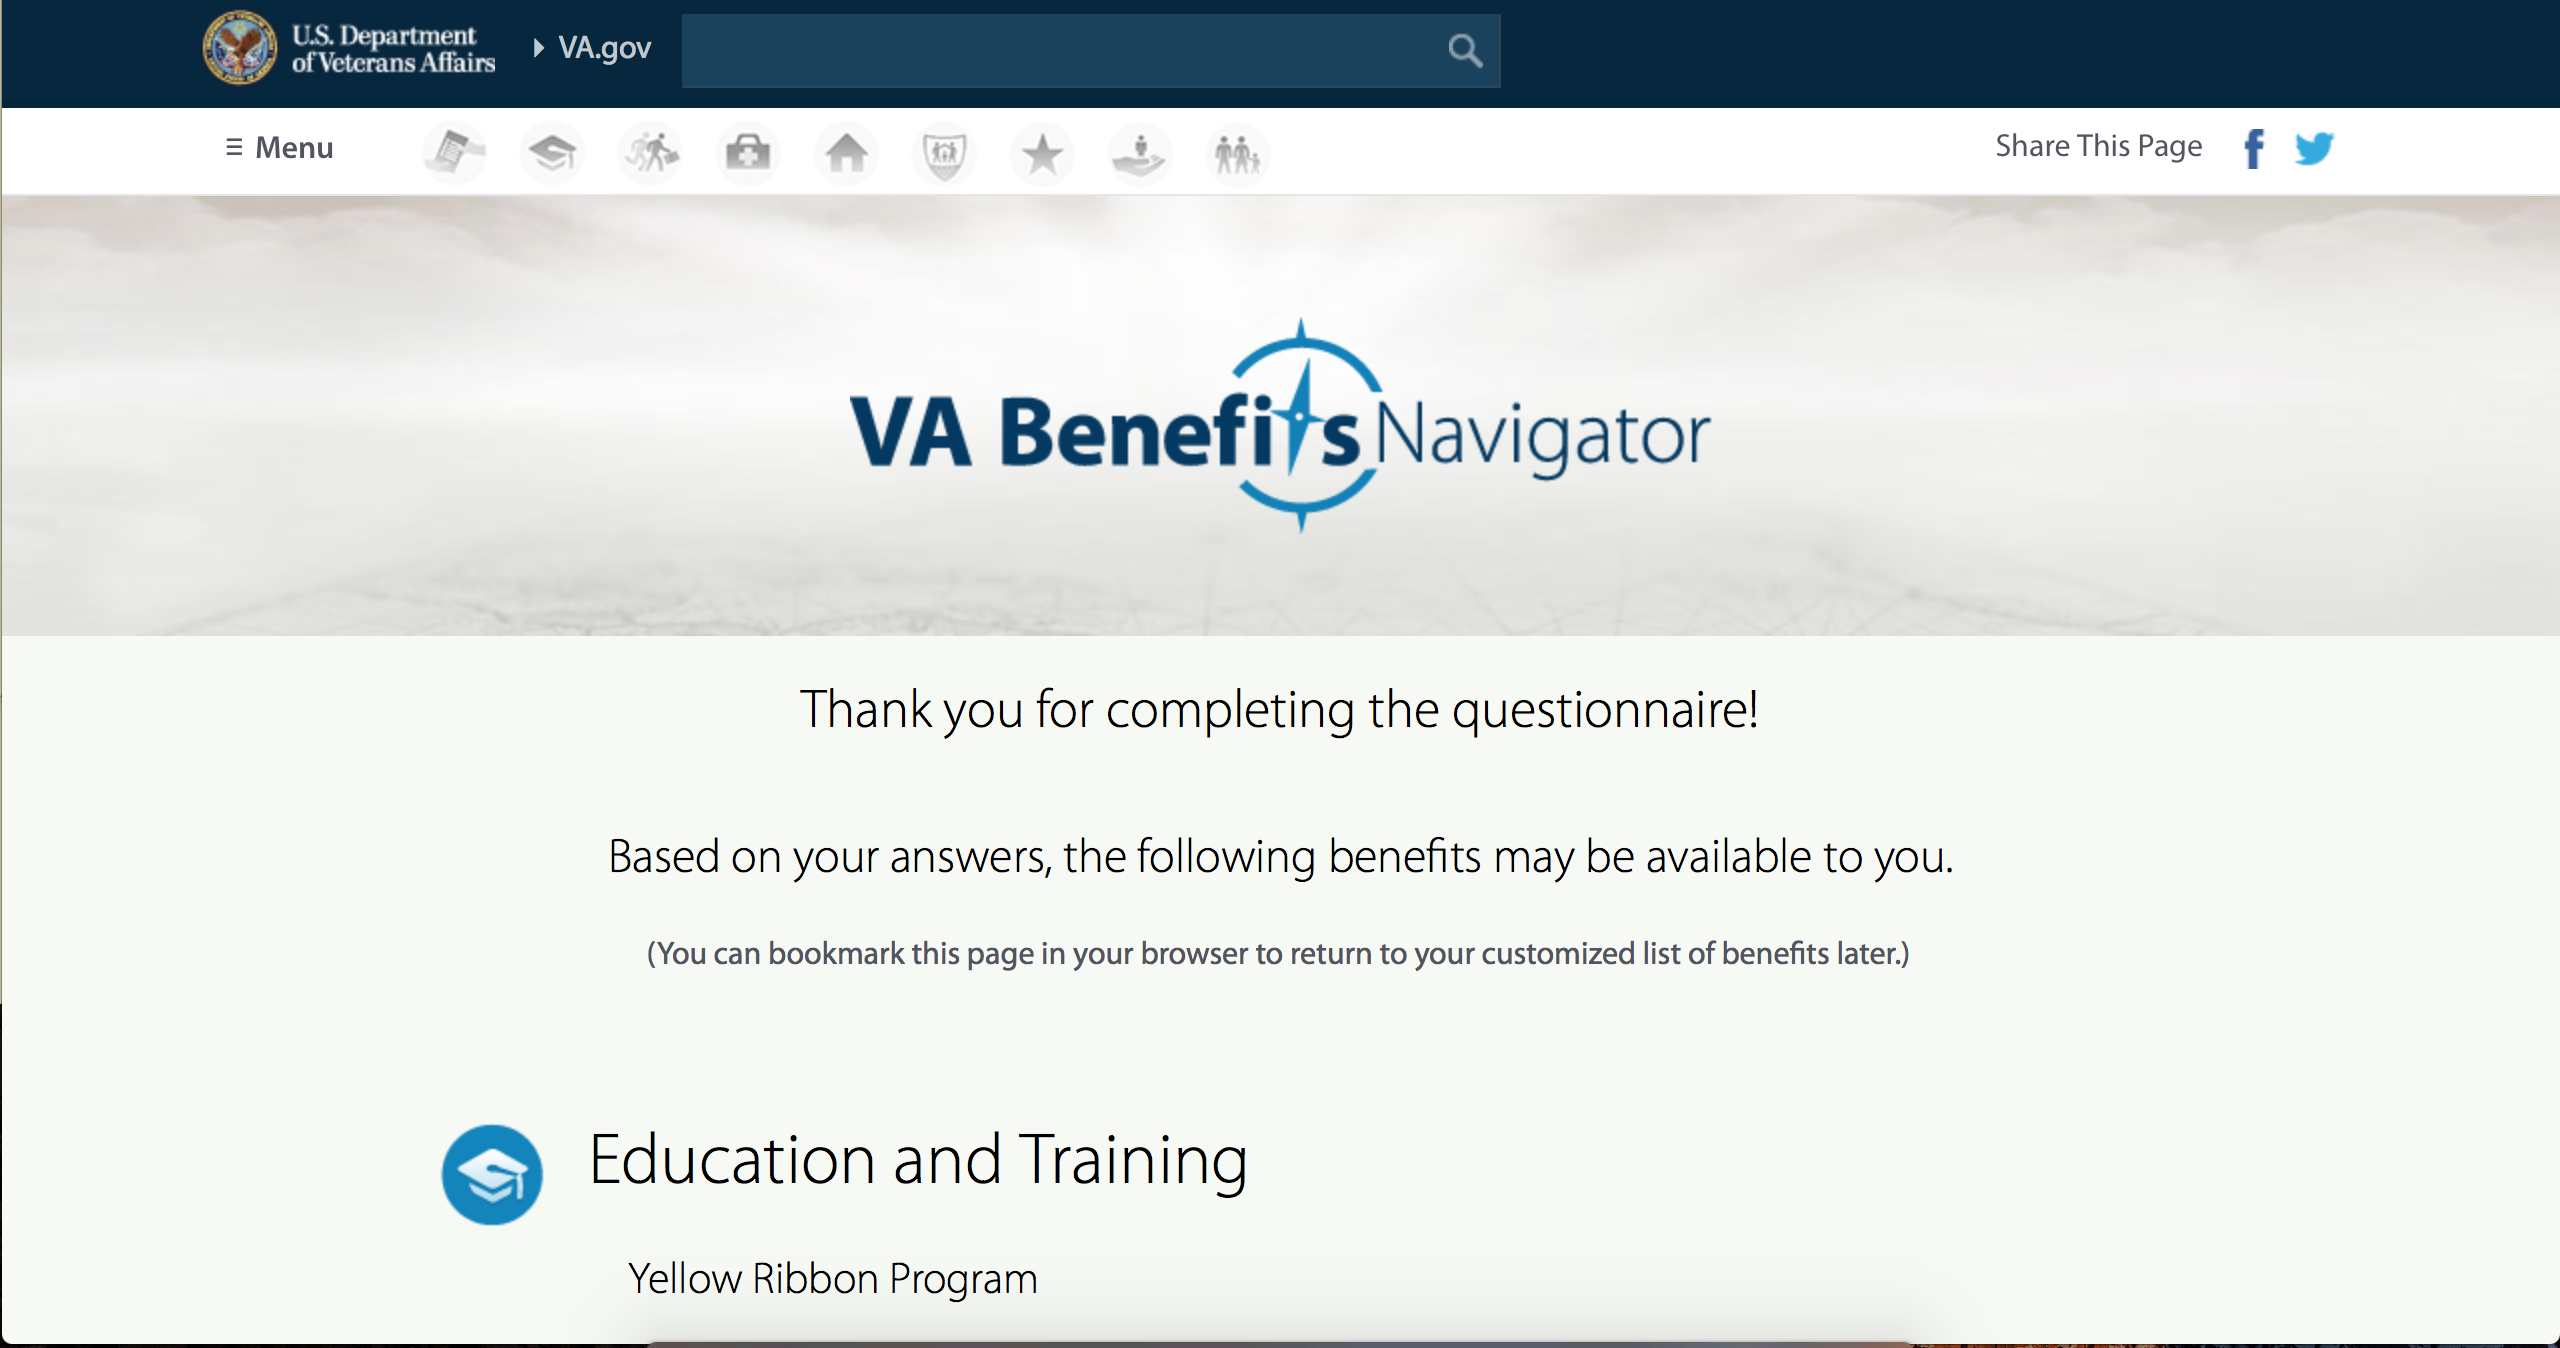 U.S. Department
of Veterans Affairs
VA.gov
Menu
Share This Page
VA Benefits Navigator
Thank you for completing the questionnaire!
Based on your answers, the following benefits may be available to you.
(You can bookmark this page in your browser to return to your customized list of benefits later.)
Education and Training
Yellow Ribbon Program